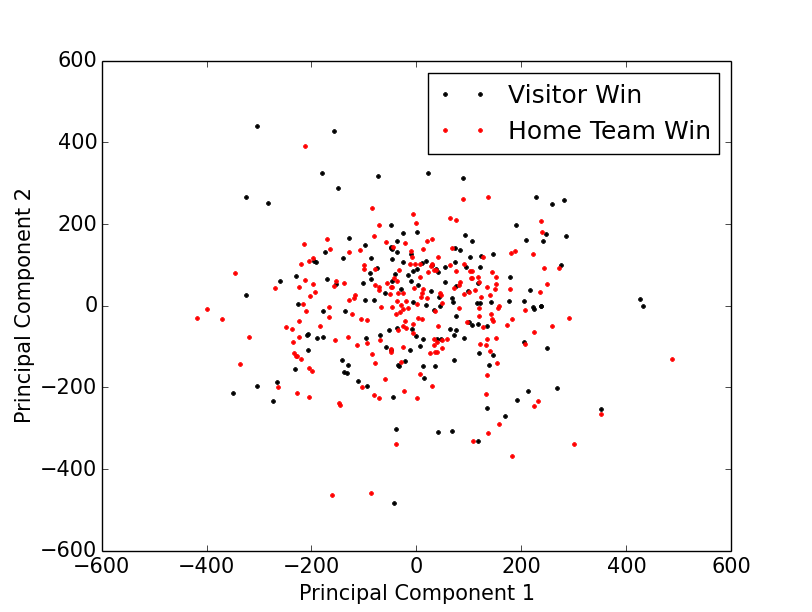 Visitor Win
Home Team Win
600
400
200
0
−200
−400
−600
Principal Component 2
−600 −400 −200 0 200 400 600
Principal Component 1